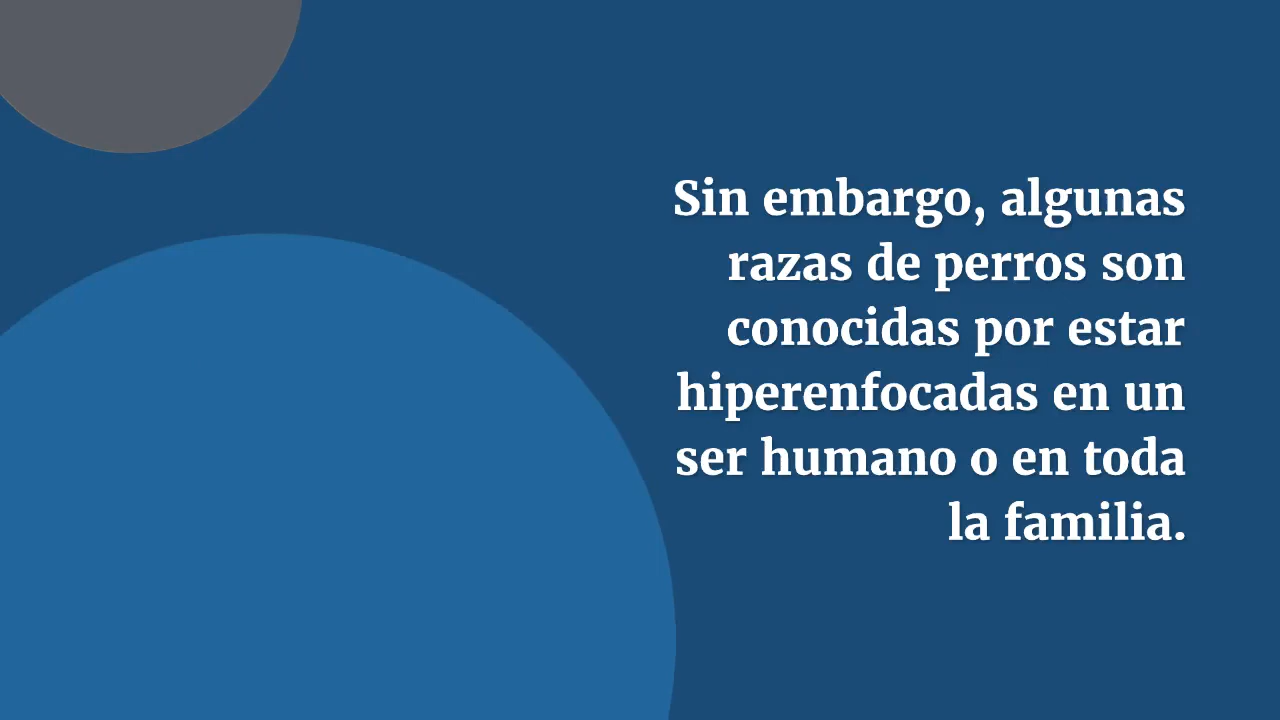 Sin embargo, algunas
razas de perros son
conocidas por estar
hiperenfocadas en un
ser humano o en toda
la familia.